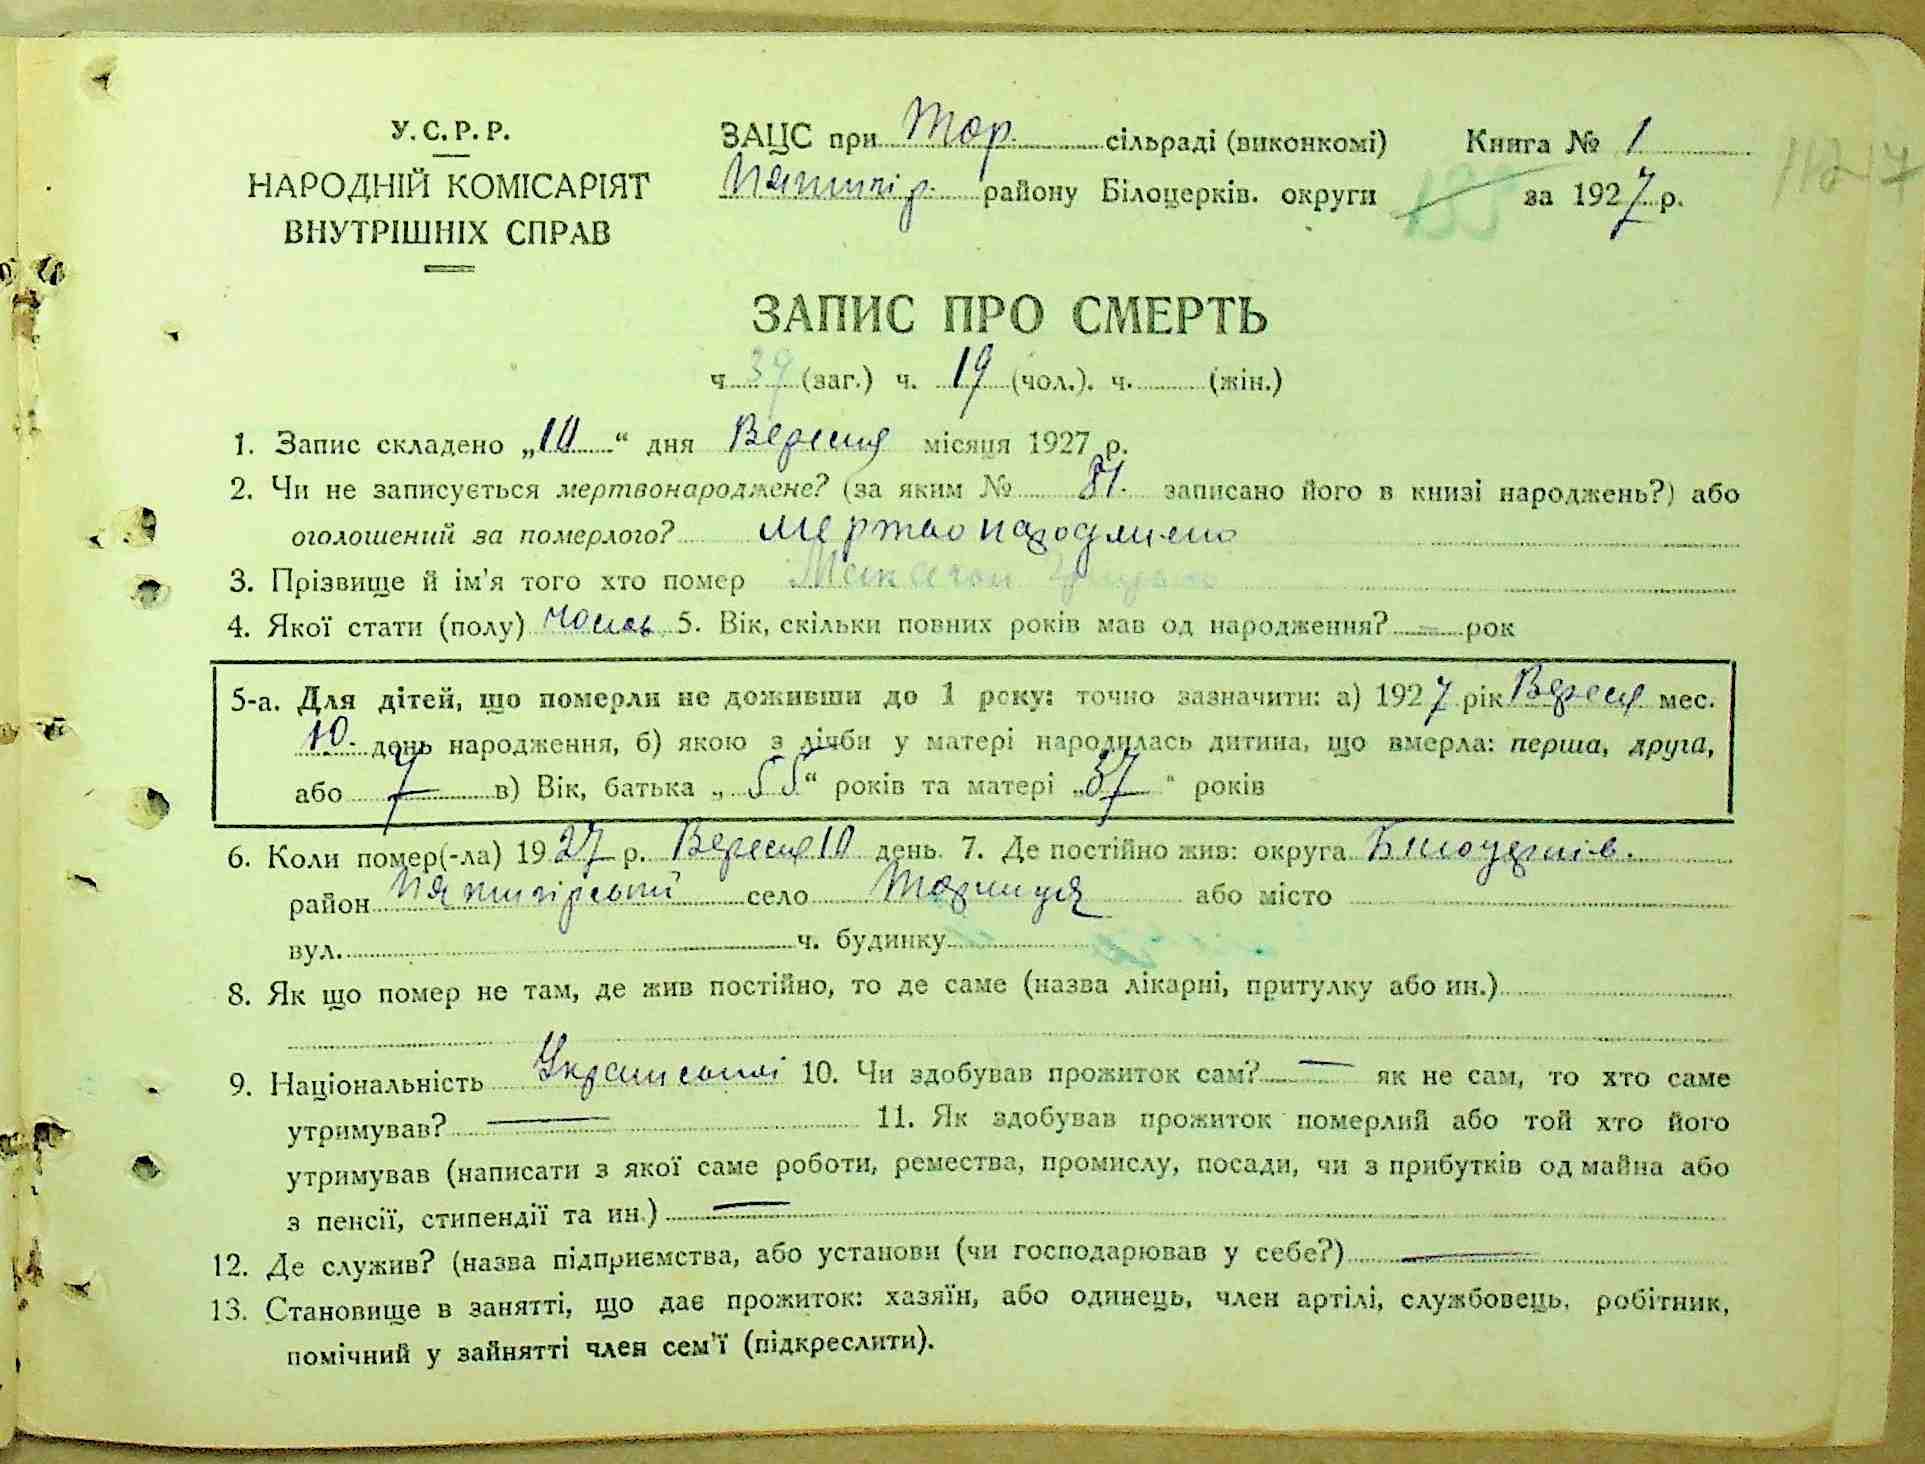 У. С. Р. Р.
НАРОДНІЙ КОМІСАРІЯТ
ВНУТРІШНІХ СПРАВ
ЗАЦС при Тор. сільраді (виконкомі) Книга № 1
Пятигір. району Білоцерків. округи за 1927 р.
ЗАПИС ПРО СМЕРТЬ
ч 39 (заг.) ч. 19 (чол.). ч. (жін.)
1. Запис складено „10“ дня Вересня місяця 1927 р.
2. Чи не записується мертвонароджене? (за яким № 81. записано його в книзі народжень?) або
оголошений за померлого? мертвонароджено
3. Прізвище й ім'я того хто помер
4. Якої стати (полу) 5. Вік, скільки повних років мав од народження? — рок
5-а. Для дітей, що померли не доживши до 1 року: точно зазначити: а) 1927 рік Вересня мес.
10. день народження, б) якою з лічби у матері народилась дитина, що вмерла: перша, друга,
або 7 в) Вік, батька „55“ років та матері „37“ років
6. Коли помер(-ла) 1927 р. Вересня 10 день. 7. Де постійно жив: округа Білоцерків.
район Пятигірський село Торчиця або місто
вул. ч. будинку
8. Як що помер не там, де жив постійно, то де саме (назва лікарні, притулку або ин.)
9. Національність 10. Чи здобував прожиток сам? — як не сам, то хто саме
утримував? — 11. Як здобував прожиток померлий або той хто його
утримував (написати з якої саме роботи, ремества, промислу, посади, чи з прибутків од майна або
з пенсії, стипендії та ин.) —
12. Де служив? (назва підприємства, або установи (чи господарював у себе?) —
13. Становище в занятті, що дає прожиток: хазяїн, або одинець, член артілі, службовець, робітник,
помічний у зайнятті член сем'ї (підкреслити).